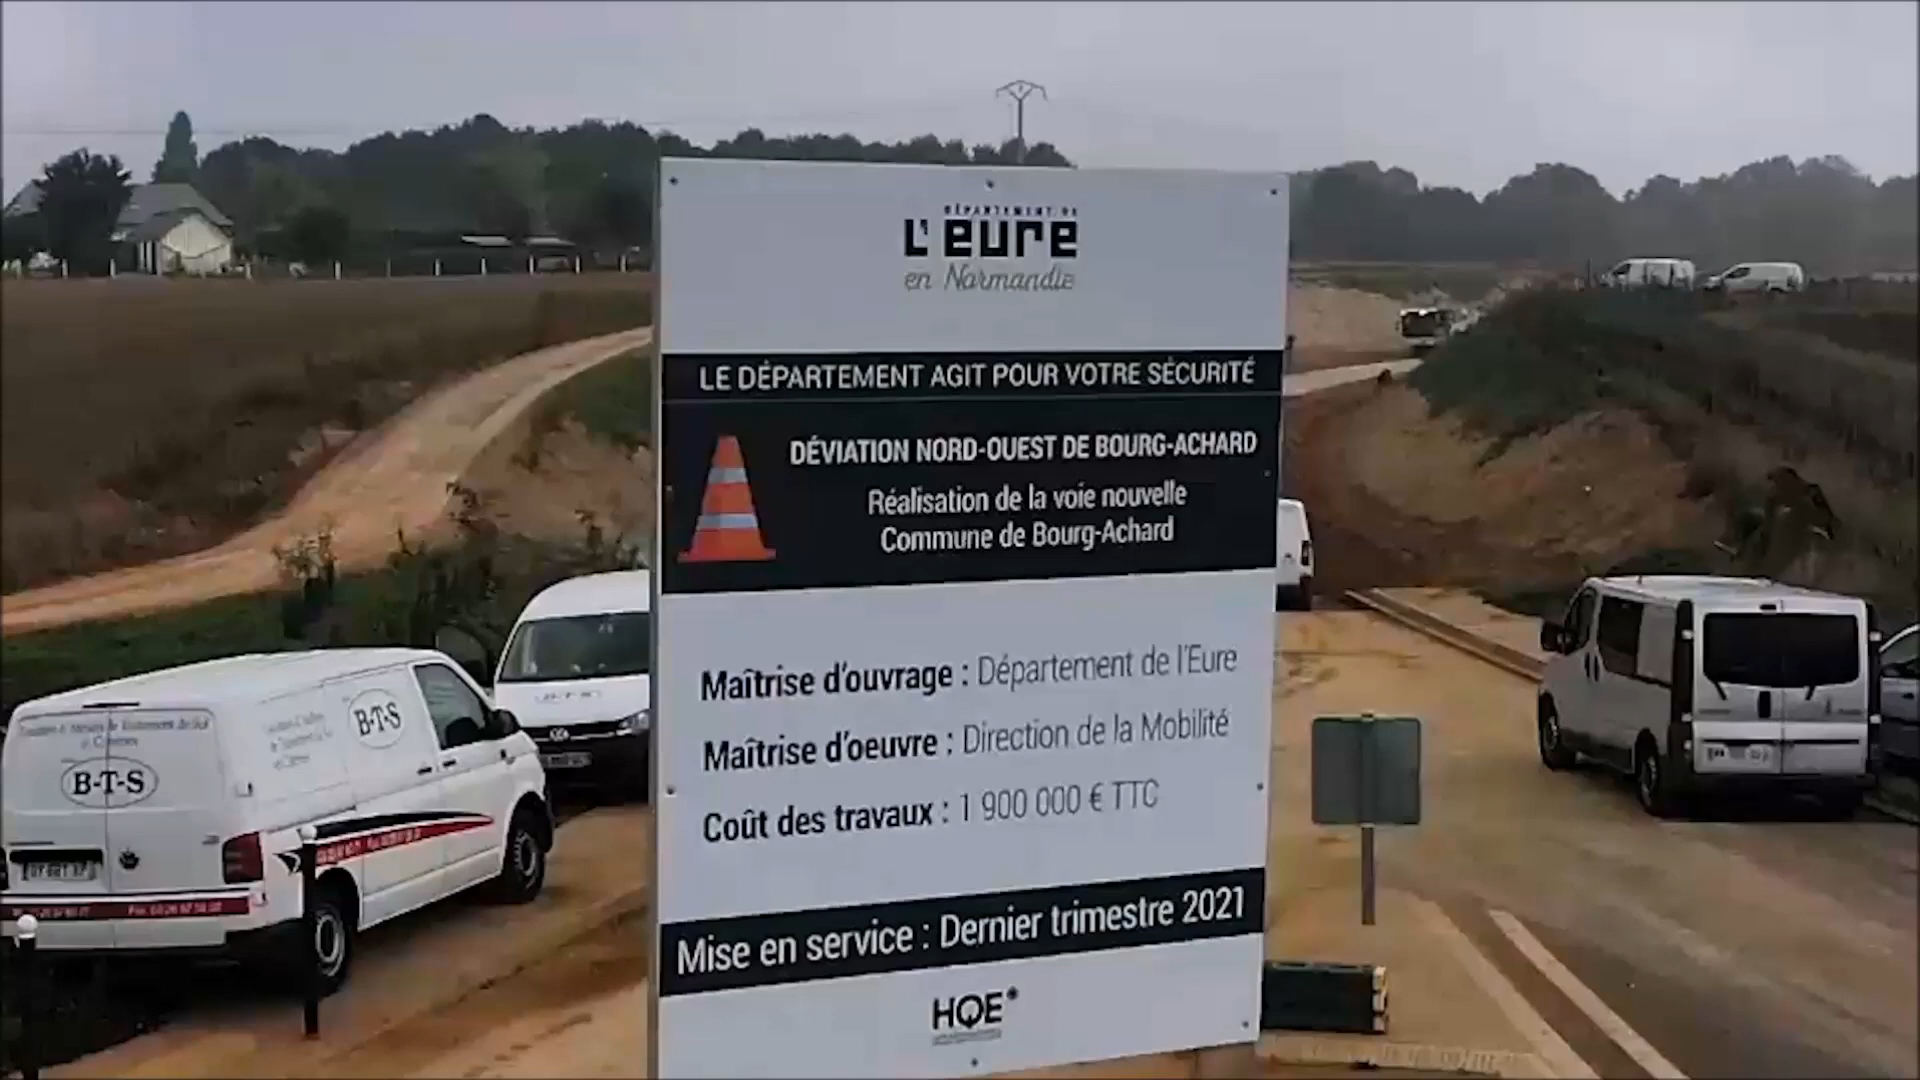 DÉPARTEMENT DE
L'EURE
en Normandie
LE DÉPARTEMENT AGIT POUR VOTRE SÉCURITÉ
DÉVIATION NORD-OUEST DE BOURG-ACHARD
Réalisation de la voie nouvelle
Commune de Bourg-Achard
Maîtrise d'ouvrage : Département de l'Eure
Maîtrise d'oeuvre : Direction de la Mobilité
Coût des travaux : 1 900 000 € TTC
Mise en service : Dernier trimestre 2021
HQE
B-T-S
B-T-S